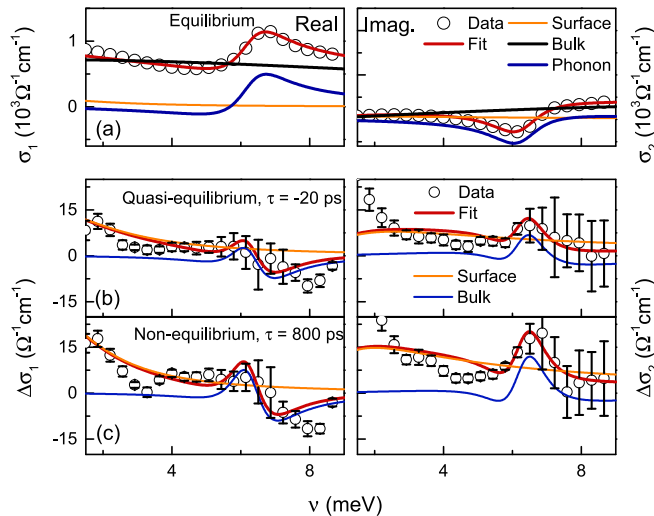 Equilibrium
Real
Imag.
Data
Fit
Surface
Bulk
Phonon
1
0
σ1 (10³Ω⁻¹cm⁻¹)
(a)
σ2 (10³Ω⁻¹cm⁻¹)
Quasi-equilibrium, τ = -20 ps
15
0
-15
(b)
Data
Fit
Surface
Bulk
Non-equilibrium, τ = 800 ps
15
0
-15
(c)
Δσ1 (Ω⁻¹cm⁻¹)
Δσ2 (Ω⁻¹cm⁻¹)
4 8 4 8
ν (meV)